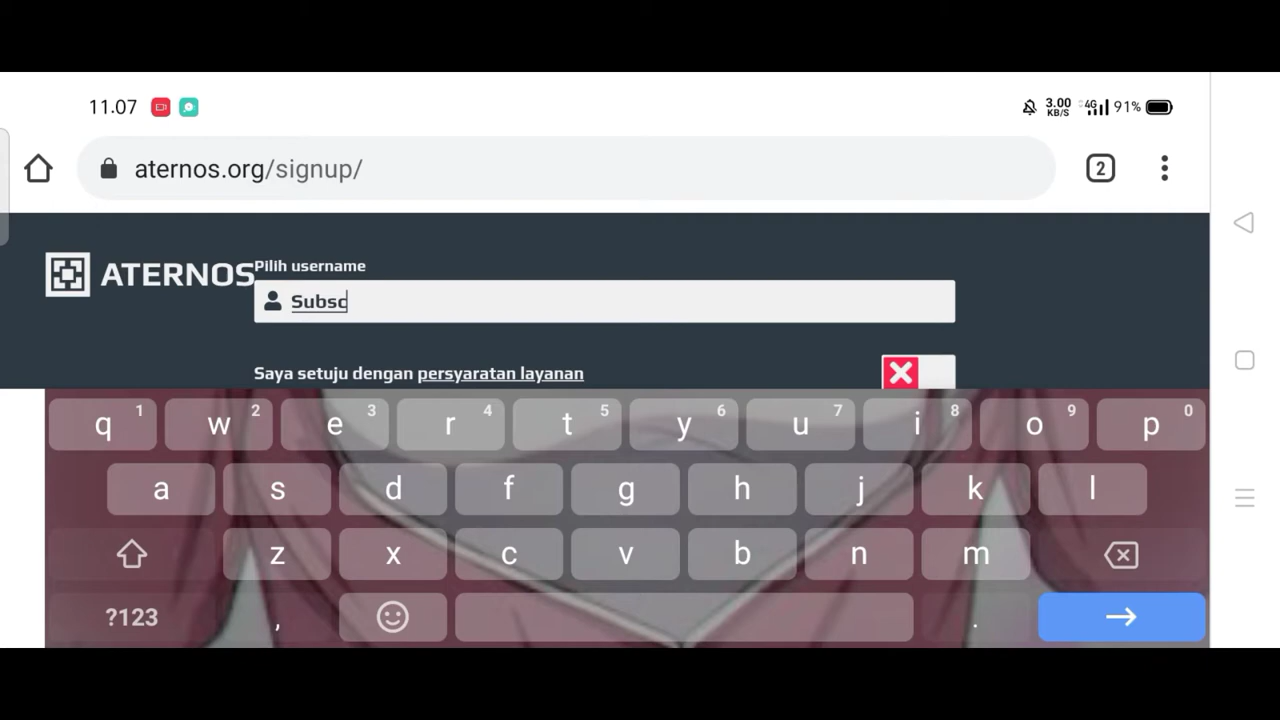 11.07 3.00 KB/S 4G 91%
aternos.org/signup/ 2
ATERNOS
Pilih username
Subsc
Saya setuju dengan persyaratan layanan
q 1 w 2 e 3 r 4 t 5 y 6 u 7 i 8 o 9 p 0
a s d f g h j k l
z x c v b n m
?123 , .